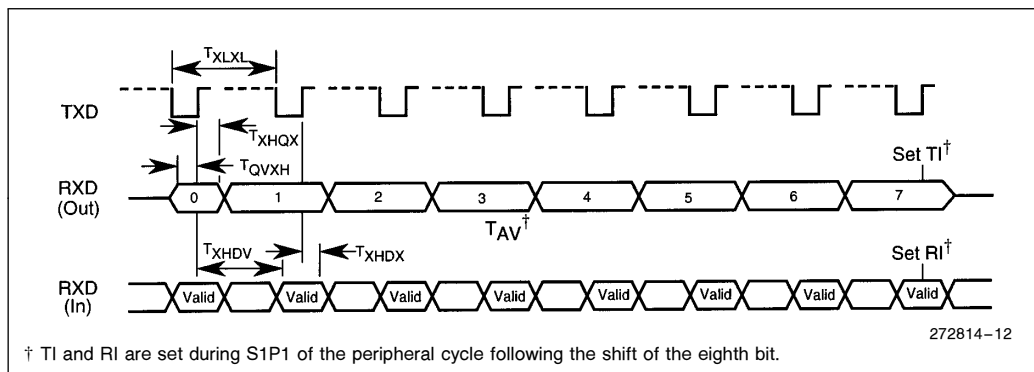 TXLXL
TXD
TXHQX
TQVXH
Set TI†
RXD
(Out)
0 1 2 3 4 5 6 7
TAV†
TXHDV
TXHDX
Set RI†
RXD
(In)
Valid Valid Valid Valid Valid Valid Valid Valid
272814–12
† TI and RI are set during S1P1 of the peripheral cycle following the shift of the eighth bit.